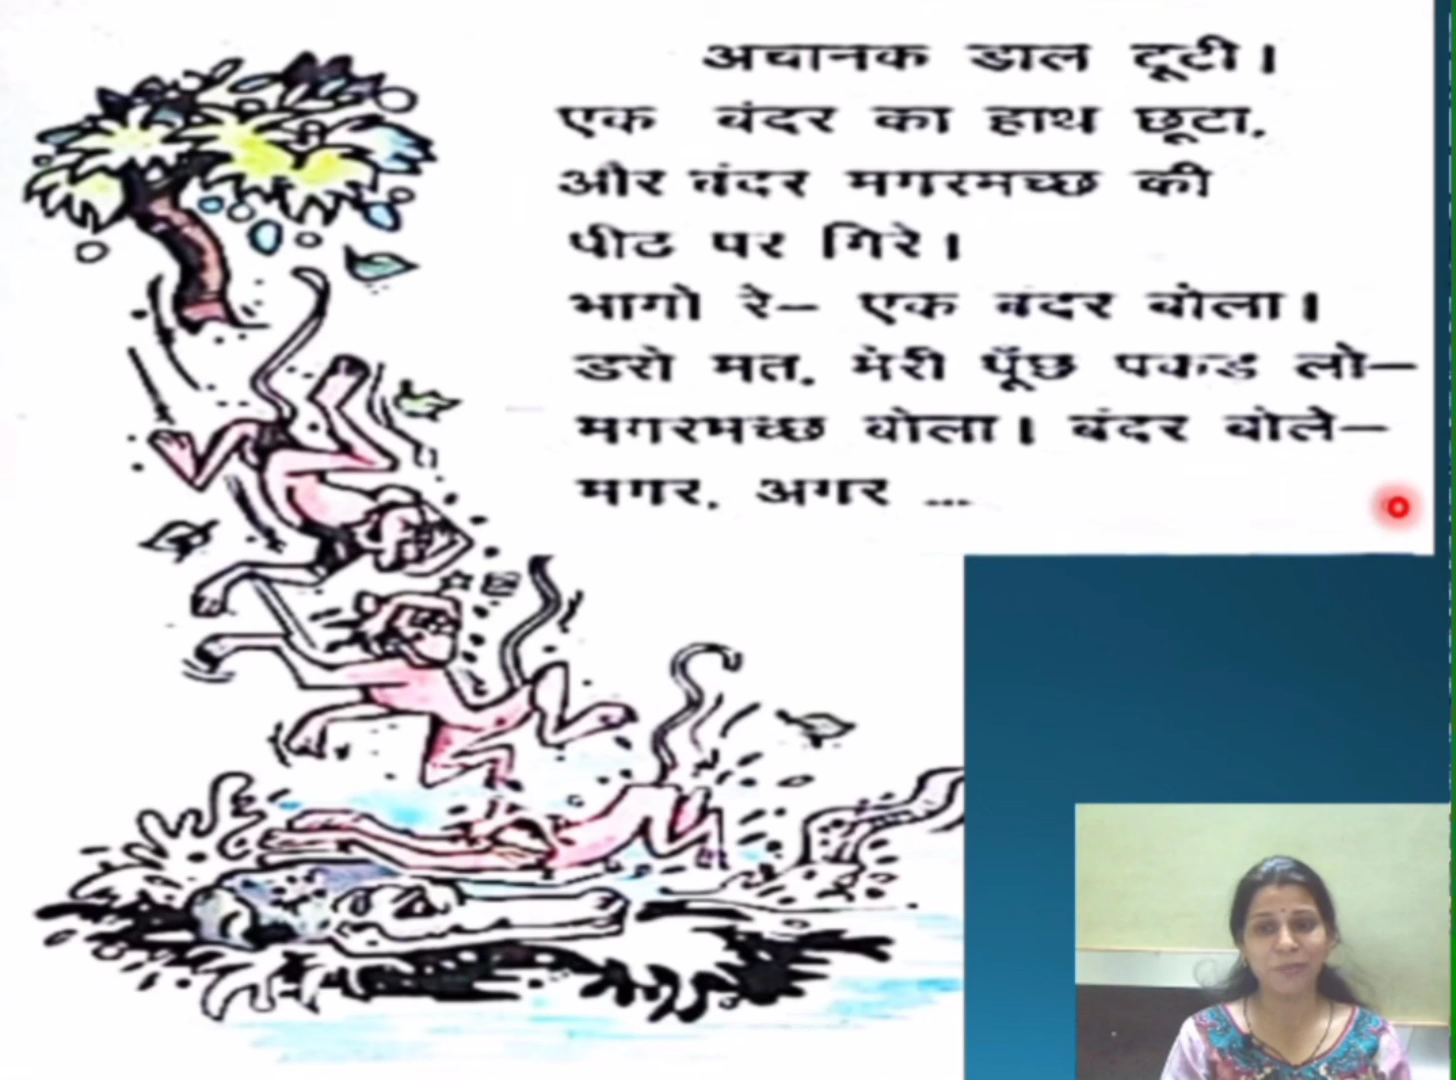 अचानक डाल टूटी।
एक बंदर का हाथ छूटा,
और बंदर मगरमच्छ की
पीठ पर गिरे।
भागो रे– एक बंदर बोला।
डरो मत, मेरी पूँछ पकड़ लो–
मगरमच्छ बोला। बंदर बोले–
मगर, अगर ...